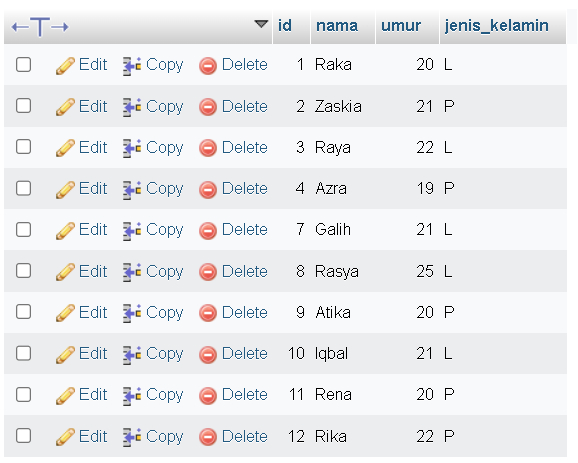 ←T→ id nama umur jenis_kelamin
Edit Copy Delete 1 Raka 20 L
Edit Copy Delete 2 Zaskia 21 P
Edit Copy Delete 3 Raya 22 L
Edit Copy Delete 4 Azra 19 P
Edit Copy Delete 7 Galih 21 L
Edit Copy Delete 8 Rasya 25 L
Edit Copy Delete 9 Atika 20 P
Edit Copy Delete 10 Iqbal 21 L
Edit Copy Delete 11 Rena 20 P
Edit Copy Delete 12 Rika 22 P